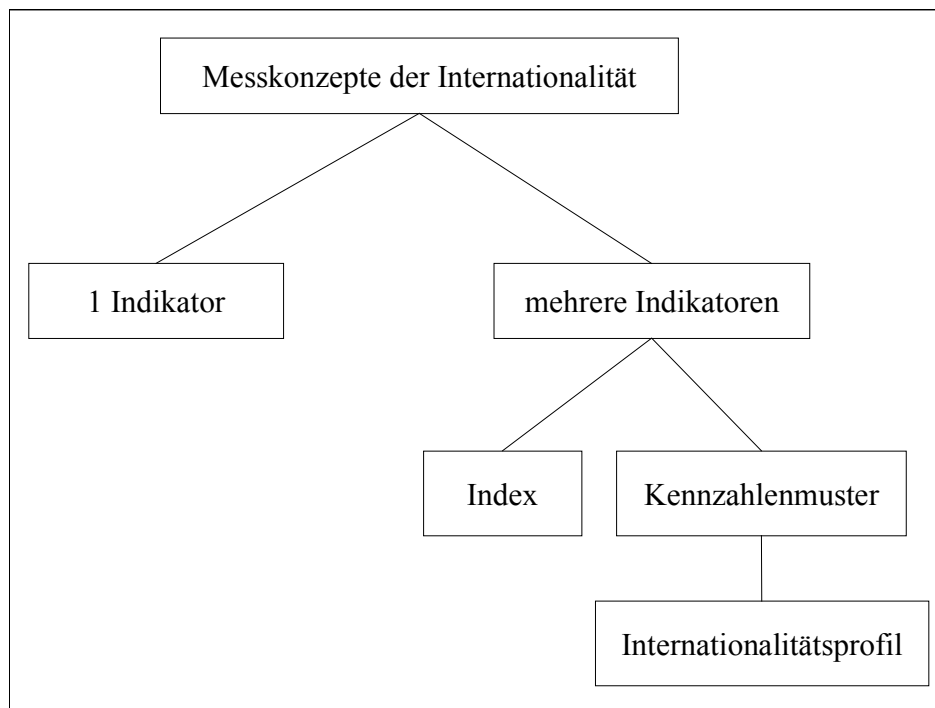 Messkonzepte der Internationalität
1 Indikator
mehrere Indikatoren
Index
Kennzahlenmuster
Internationalitätsprofil